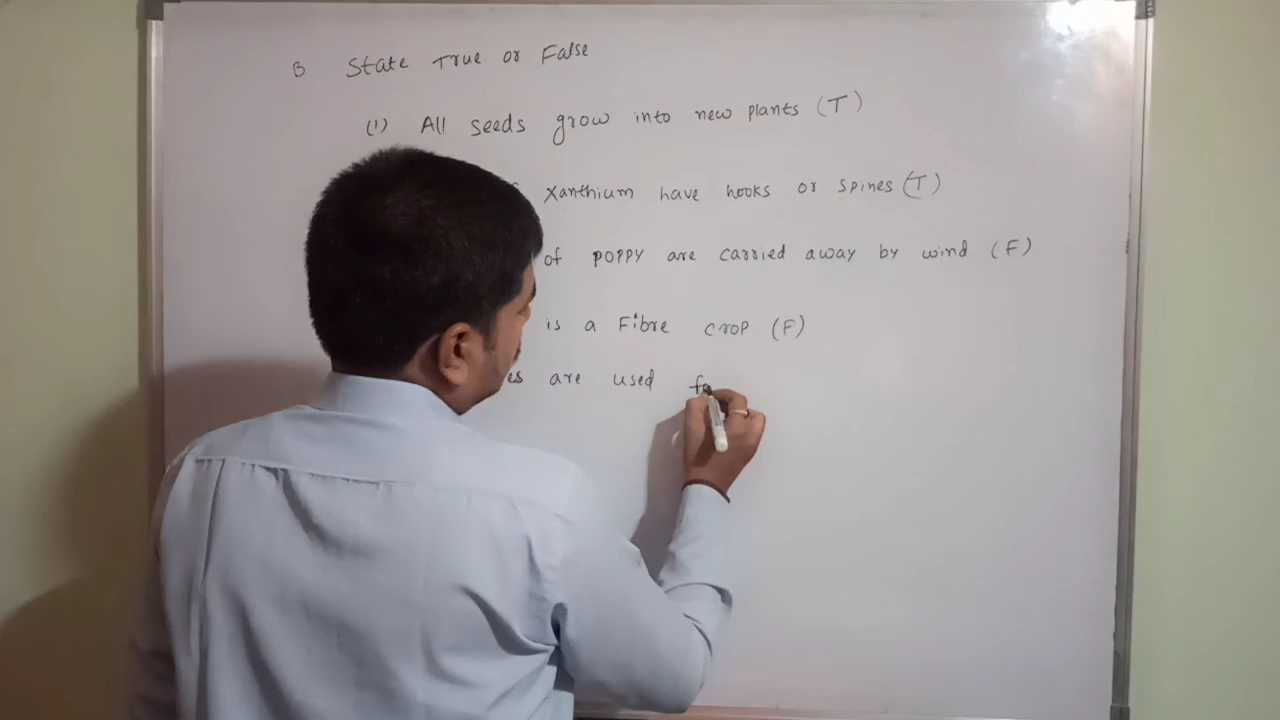 B State True or False
(1) All seeds grow into new plants (T)
Xanthium have hooks or spines (T)
of poppy are carried away by wind (F)
is a Fibre crop (F)
es are used fo